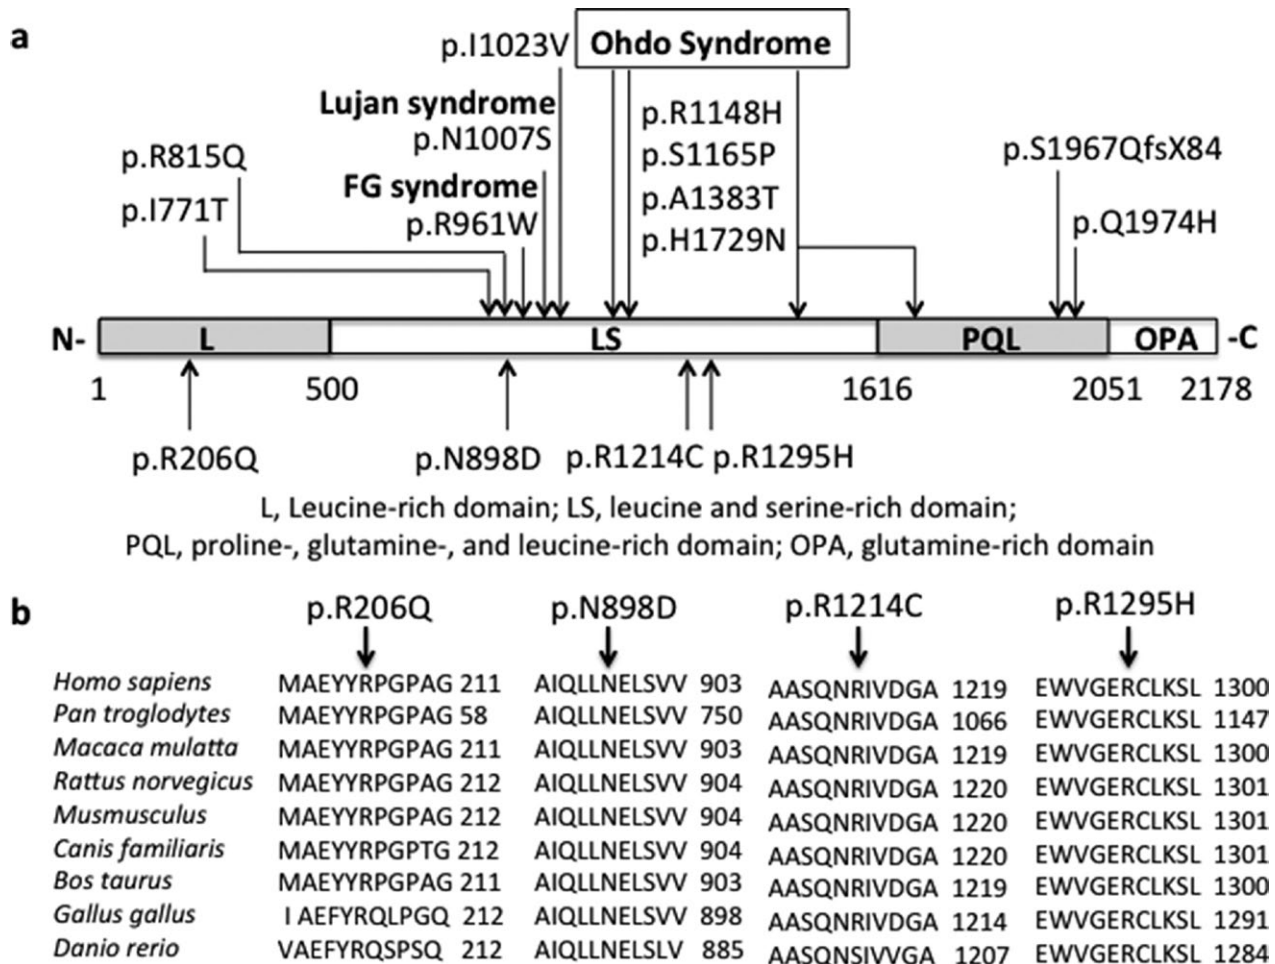 a
p.I1023V
Ohdo Syndrome
Lujan syndrome
p.N1007S
p.R1148H
p.S1165P
p.A1383T
p.H1729N
p.R815Q
p.I771T
FG syndrome
p.R961W
p.S1967QfsX84
p.Q1974H
N- L LS PQL OPA -C
1 500 1616 2051 2178
p.R206Q p.N898D p.R1214C p.R1295H
L, Leucine-rich domain; LS, leucine and serine-rich domain;
PQL, proline-, glutamine-, and leucine-rich domain; OPA, glutamine-rich domain
b
p.R206Q p.N898D p.R1214C p.R1295H
Homo sapiens MAEYYRPGPAG 211 AIQLLNELSVV 903 AASQNRIVDGA 1219 EWVGERCLKSL 1300
Pan troglodytes MAEYYRPGPAG 58 AIQLLNELSVV 750 AASQNRIVDGA 1066 EWVGERCLKSL 1147
Macaca mulatta MAEYYRPGPAG 211 AIQLLNELSVV 903 AASQNRIVDGA 1219 EWVGERCLKSL 1300
Rattus norvegicus MAEYYRPGPAG 212 AIQLLNELSVV 904 AASQNRIVDGA 1220 EWVGERCLKSL 1301
Musmusculus MAEYYRPGPAG 212 AIQLLNELSVV 904 AASQNRIVDGA 1220 EWVGERCLKSL 1301
Canis familiaris MAEYYRPGPTG 212 AIQLLNELSVV 904 AASQNRIVDGA 1220 EWVGERCLKSL 1301
Bos taurus MAEYYRPGPAG 211 AIQLLNELSVV 903 AASQNRIVDGA 1219 EWVGERCLKSL 1300
Gallus gallus I AEFYRQLPGQ 212 AIQLLNELSVV 898 AASQNRIVDGA 1214 EWVGERCLKSL 1291
Danio rerio VAEFYRQSPSQ 212 AIQLLNELSLV 885 AASQNSIVVGA 1207 EWVGERCLKSL 1284